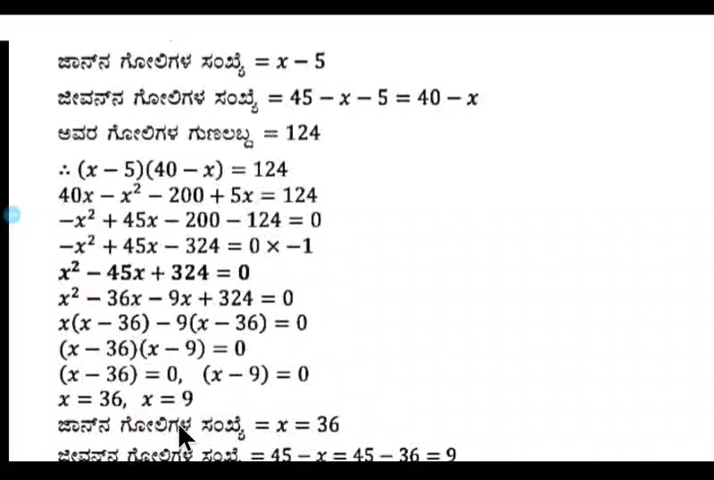 ಜಾನ್‌ನ ಗೋಲಿಗಳ ಸಂಖ್ಯೆ = x − 5
ಜೀವನ್‌ನ ಗೋಲಿಗಳ ಸಂಖ್ಯೆ = 45 − x − 5 = 40 − x
ಅವರ ಗೋಲಿಗಳ ಗುಣಲಬ್ದ = 124
∴ (x − 5)(40 − x) = 124
40x − x² − 200 + 5x = 124
−x² + 45x − 200 − 124 = 0
−x² + 45x − 324 = 0 × −1
x² − 45x + 324 = 0
x² − 36x − 9x + 324 = 0
x(x − 36) − 9(x − 36) = 0
(x − 36)(x − 9) = 0
(x − 36) = 0, (x − 9) = 0
x = 36, x = 9
ಜಾನ್‌ನ ಗೋಲಿಗಳ ಸಂಖ್ಯೆ = x = 36
ಜೀವನ್‌ನ ಗೋಲಿಗಳ ಸಂಖ್ಯೆ = 45 − x = 45 − 36 = 9